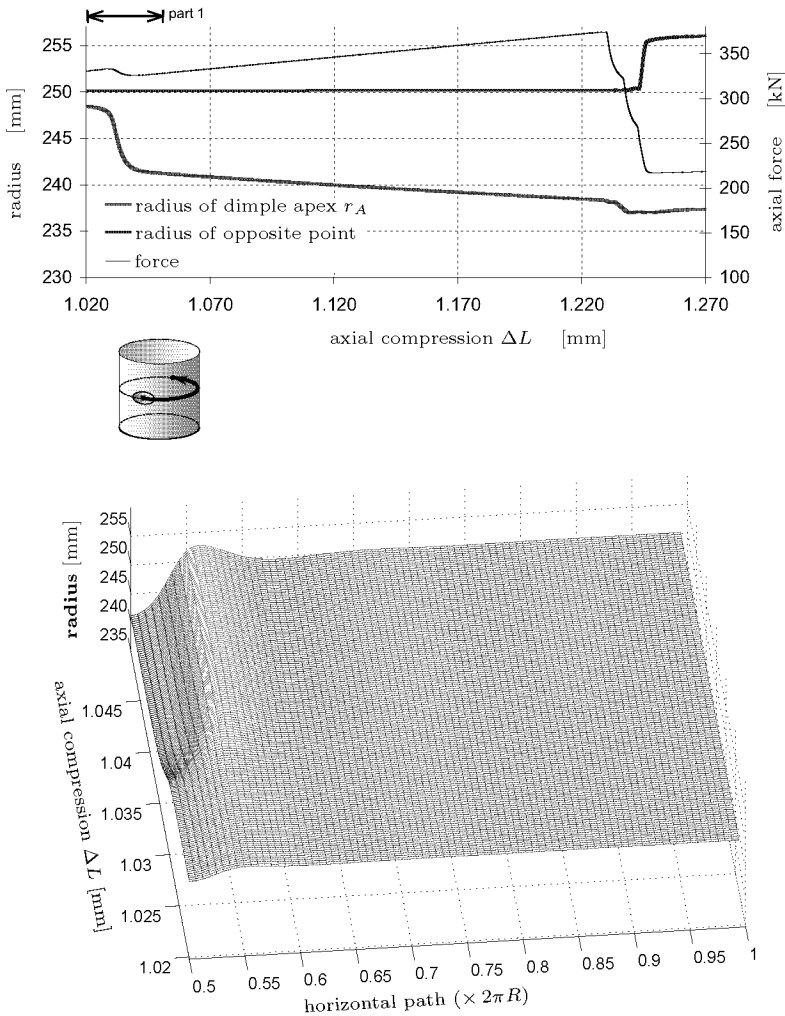 part 1
255
250
245
240
235
230
radius [mm]
350
300
250
200
150
100
axial force [kN]
radius of dimple apex r_A
radius of opposite point
force
1.020 1.070 1.120 1.170 1.220 1.270
axial compression ΔL [mm]
255
250
245
240
235
radius [mm]
1.045
1.04
1.035
1.03
1.025
1.02
axial compression ΔL [mm]
0.5 0.55 0.6 0.65 0.7 0.75 0.8 0.85 0.9 0.95 1
horizontal path (× 2πR)